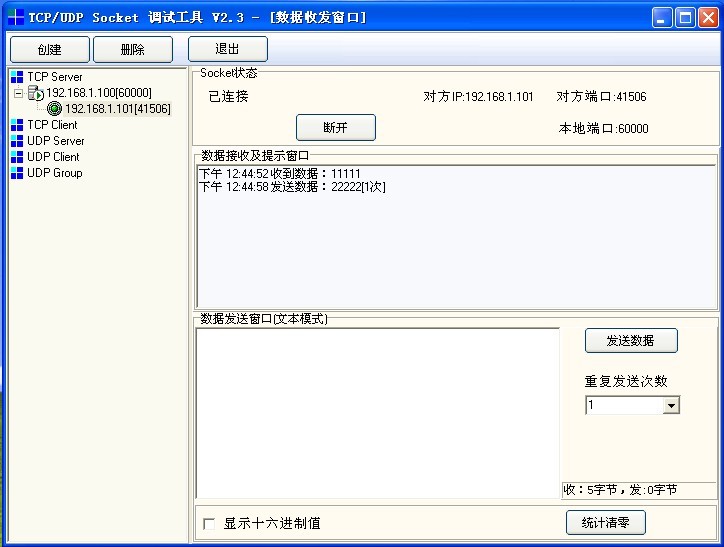 TCP/UDP Socket 调试工具 V2.3 - [数据收发窗口]
创建 删除 退出
TCP Server
192.168.1.100[60000]
192.168.1.101[41506]
TCP Client
UDP Server
UDP Client
UDP Group
Socket状态
已连接 对方IP:192.168.1.101 对方端口:41506
断开 本地端口:60000
数据接收及提示窗口
下午 12:44:52收到数据：11111
下午 12:44:58发送数据：22222[1次]
数据发送窗口(文本模式)
发送数据
重复发送次数
1
收：5字节，发:0字节
显示十六进制值 统计清零